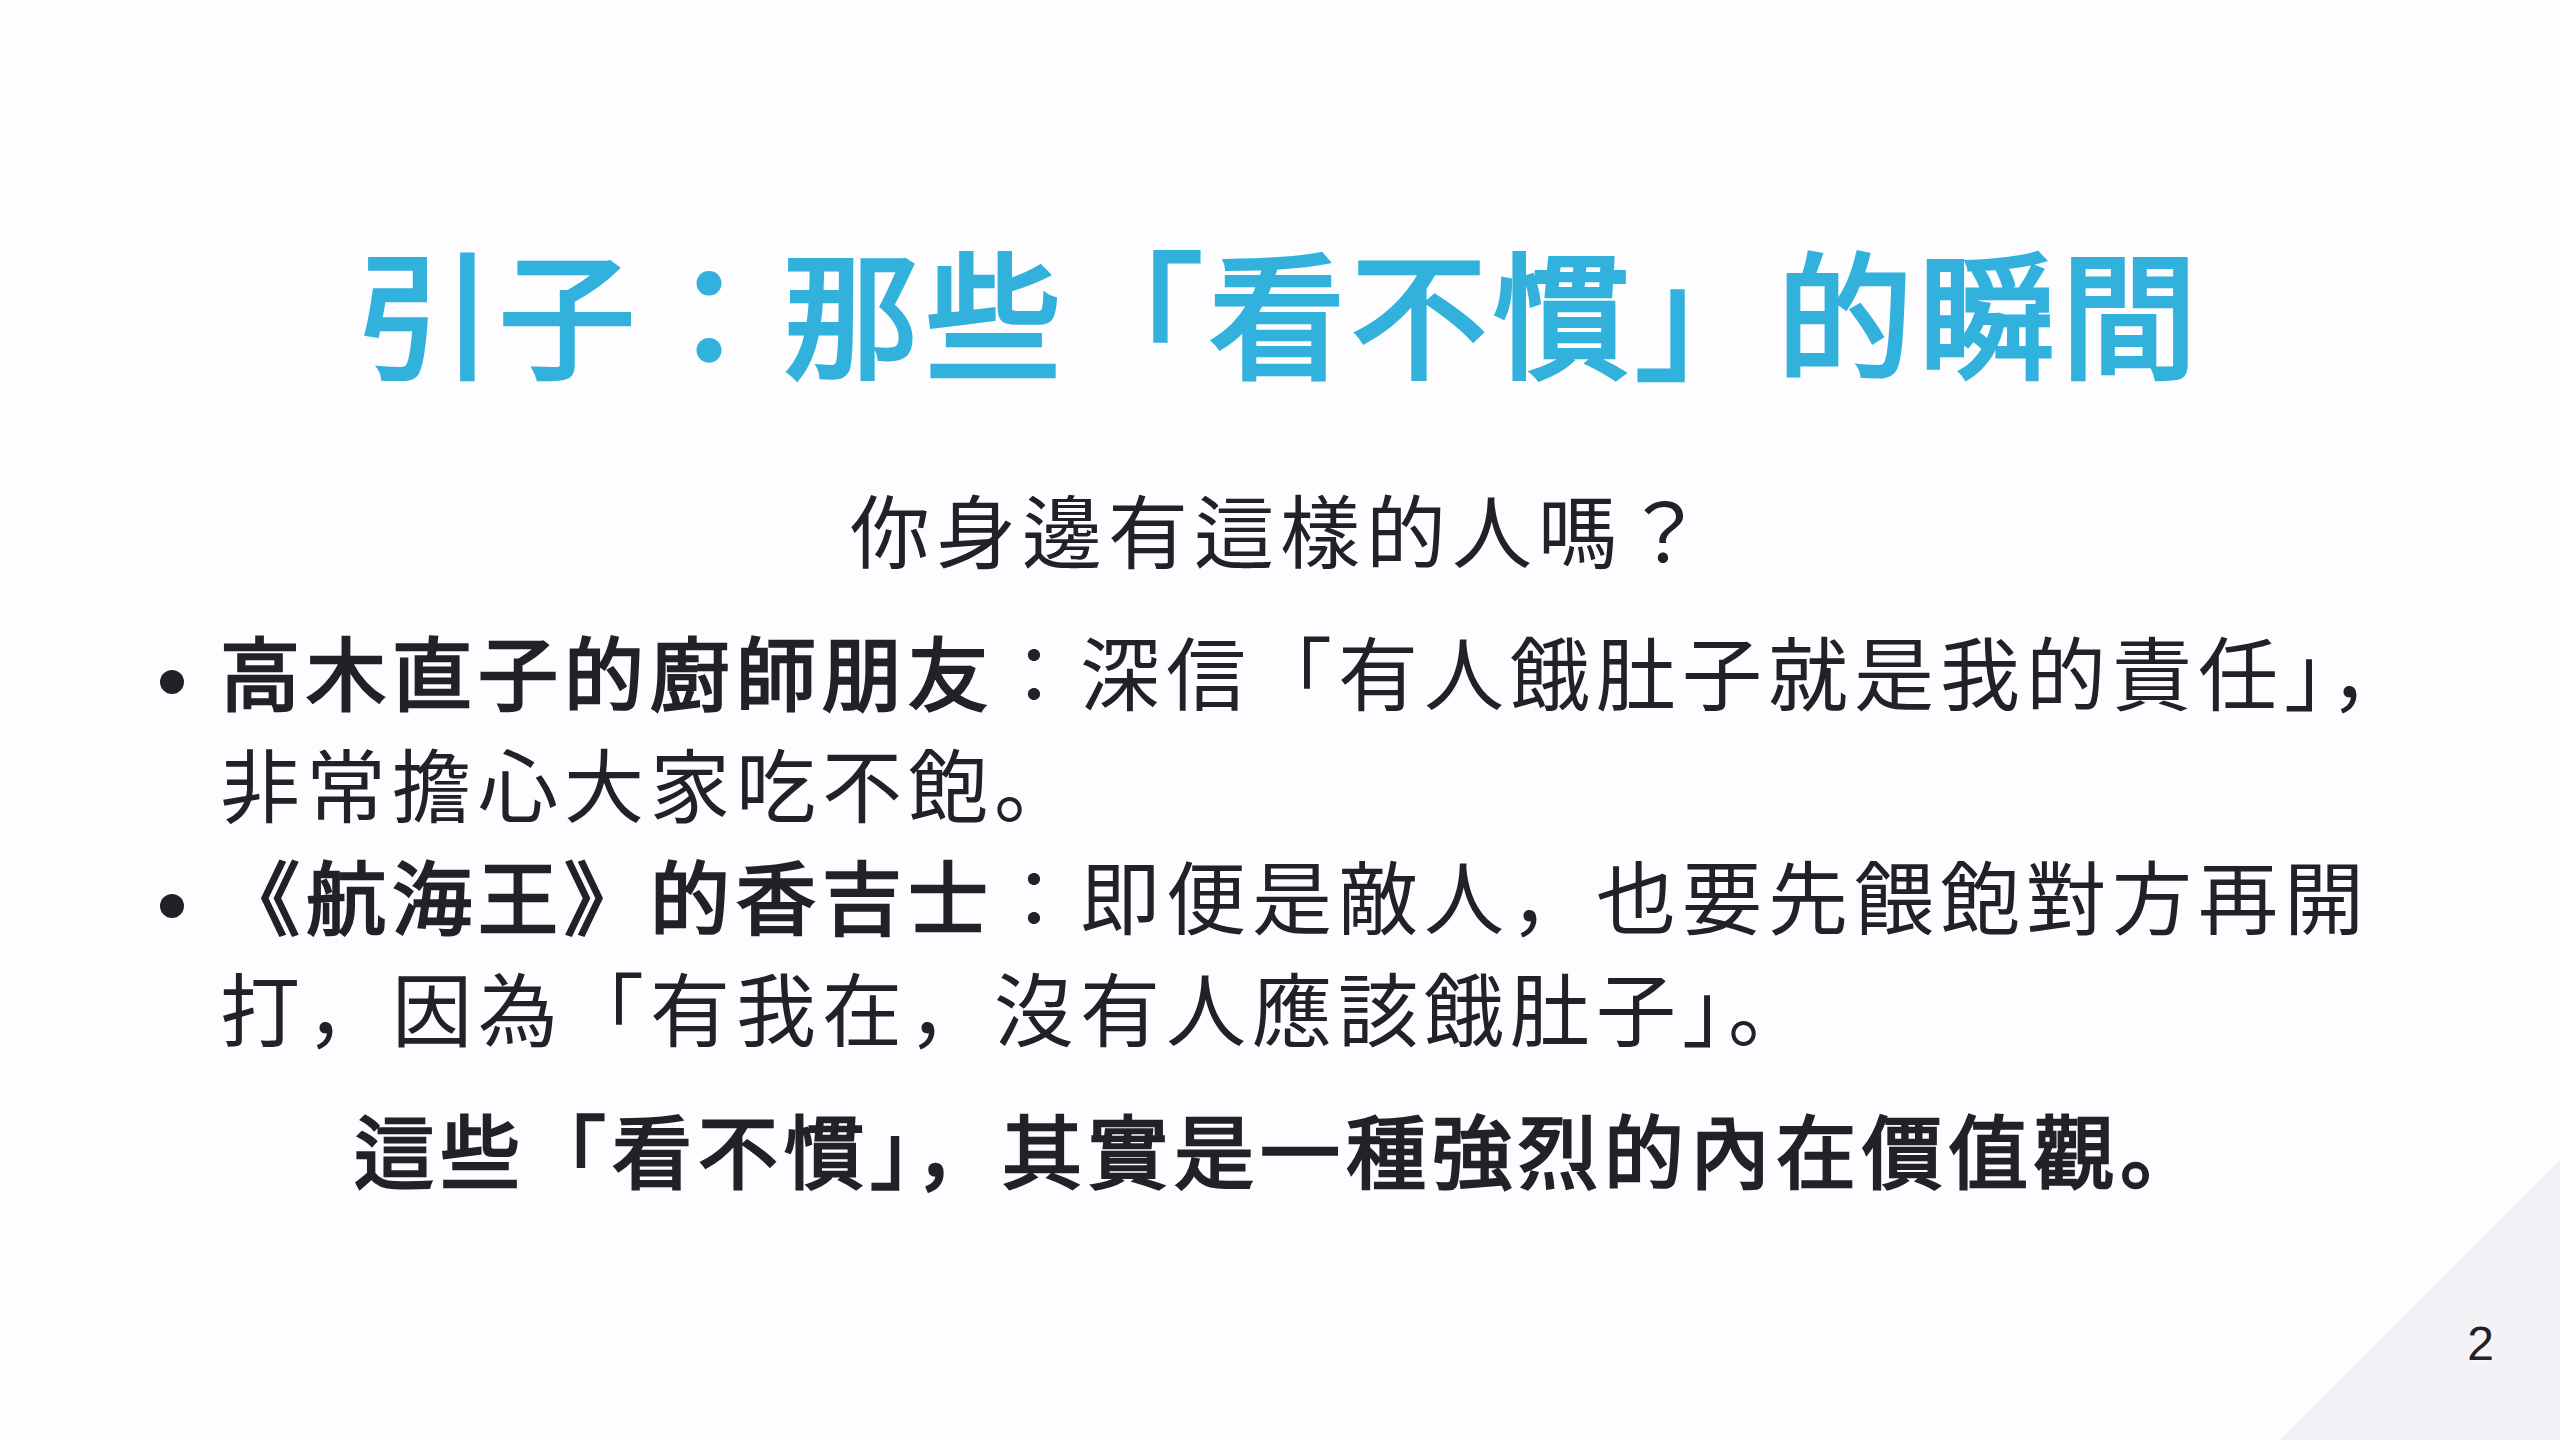 引子：那些「看不慣」的瞬間
你身邊有這樣的人嗎？
• 高木直子的廚師朋友：深信「有人餓肚子就是我的責任」，
非常擔心大家吃不飽。
• 《航海王》的香吉士：即便是敵人，也要先餵飽對方再開
打，因為「有我在，沒有人應該餓肚子」。
這些「看不慣」，其實是一種強烈的內在價值觀。
2